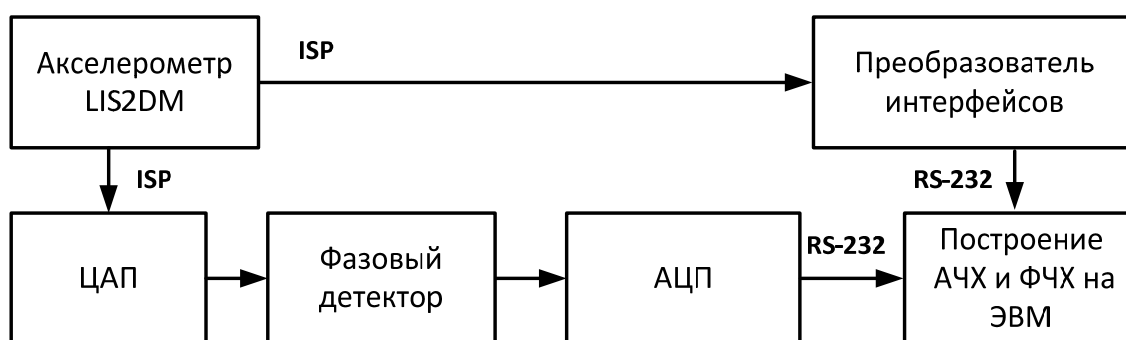 Акселерометр
LIS2DM
ISP
Преобразователь
интерфейсов
ISP
RS-232
ЦАП
Фазовый
детектор
АЦП
RS-232
Построение
АЧХ и ФЧХ на
ЭВМ